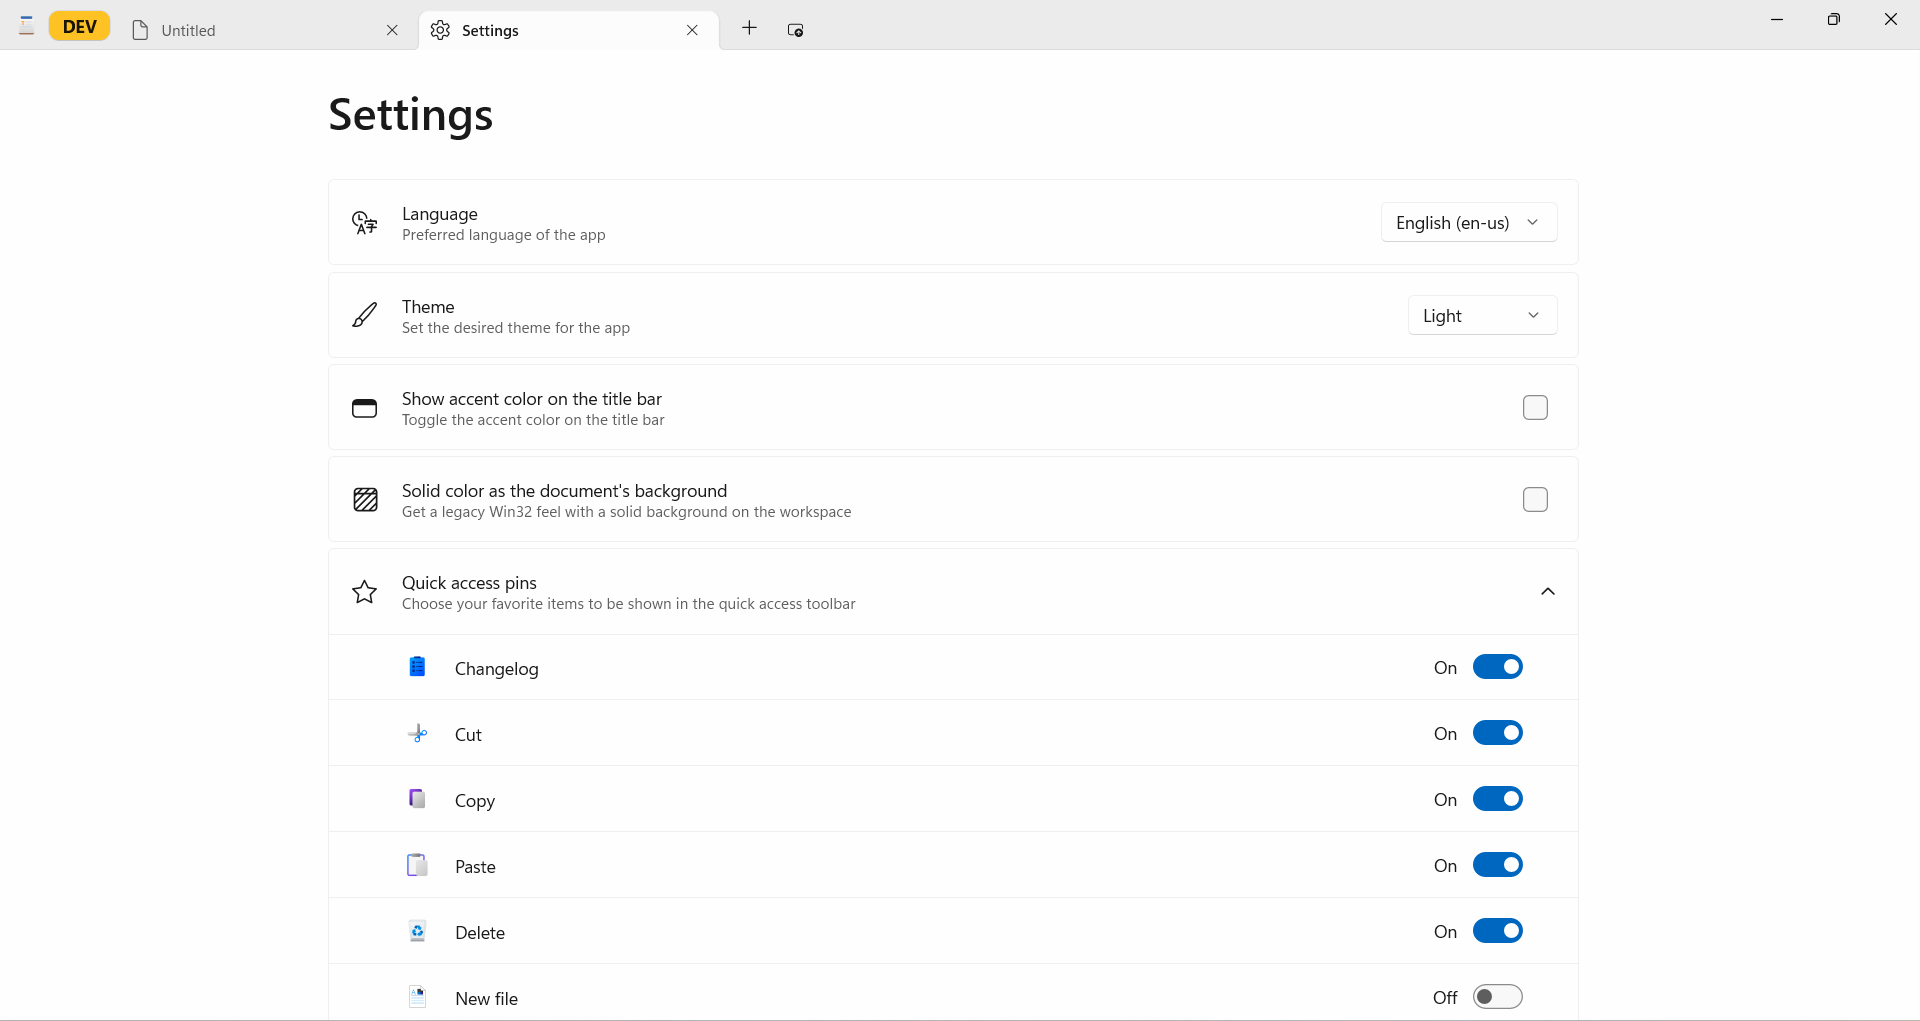 DEV
Untitled
Settings
Settings
Language
Preferred language of the app
English (en-us)
Theme
Set the desired theme for the app
Light
Show accent color on the title bar
Toggle the accent color on the title bar
Solid color as the document's background
Get a legacy Win32 feel with a solid background on the workspace
Quick access pins
Choose your favorite items to be shown in the quick access toolbar
Changelog On
Cut On
Copy On
Paste On
Delete On
New file Off